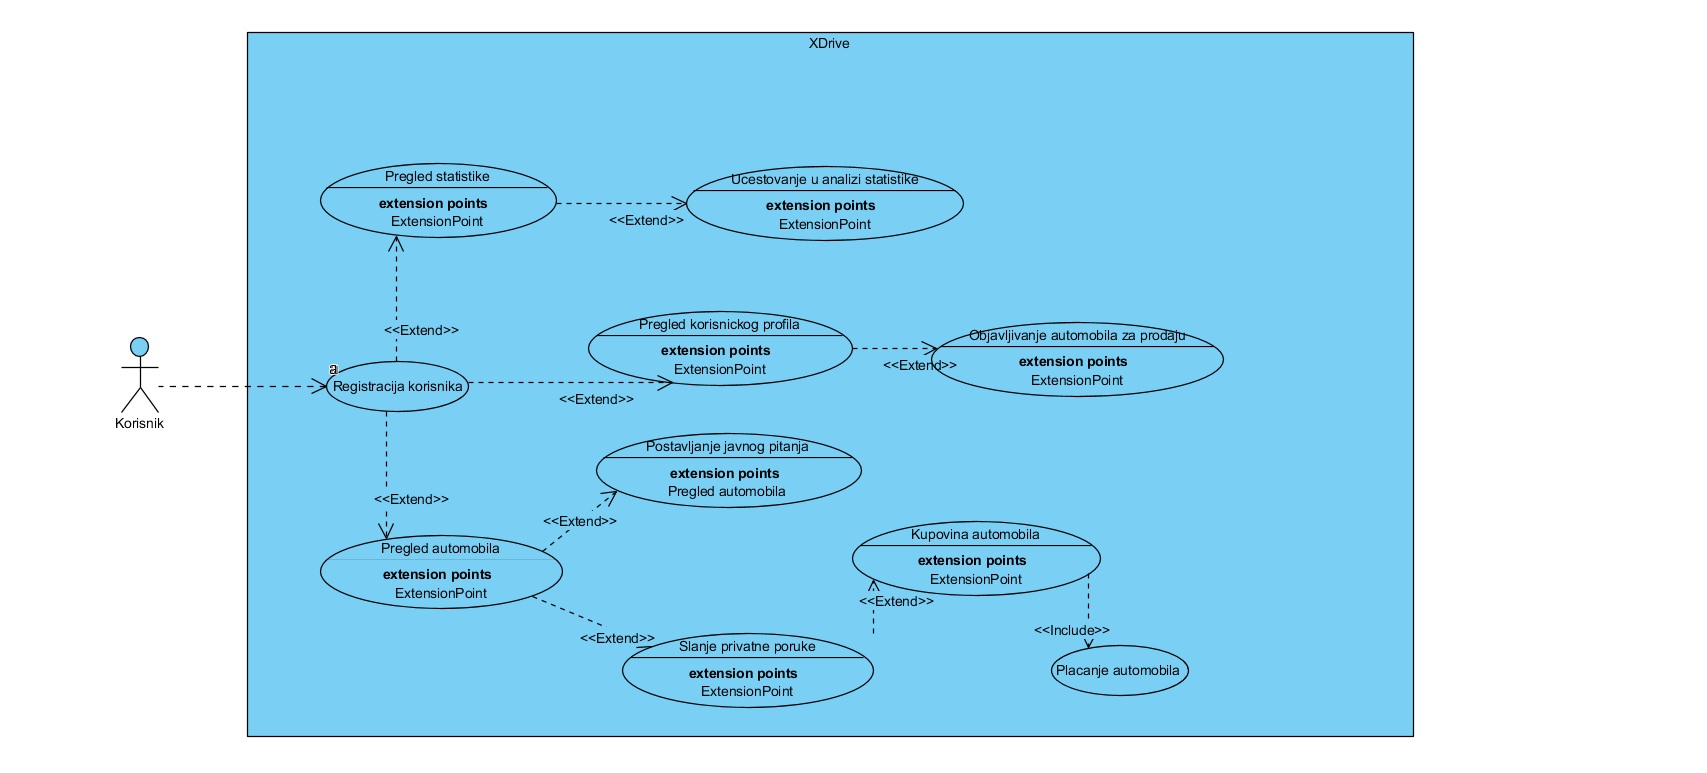 XDrive
Pregled statistike
extension points
ExtensionPoint
<<Extend>>
Ucestovanje u analizi statistike
extension points
ExtensionPoint
<<Extend>>
Pregled korisnickog profila
extension points
ExtensionPoint
<<Extend>>
Objavljivanje automobila za prodaju
extension points
ExtensionPoint
Korisnik
a
Registracija korisnika
<<Extend>>
<<Extend>>
Postavljanje javnog pitanja
extension points
Pregled automobila
<<Extend>>
Pregled automobila
extension points
ExtensionPoint
<<Extend>>
Kupovina automobila
extension points
ExtensionPoint
<<Extend>>
<<Include>>
Slanje privatne poruke
extension points
ExtensionPoint
Placanje automobila